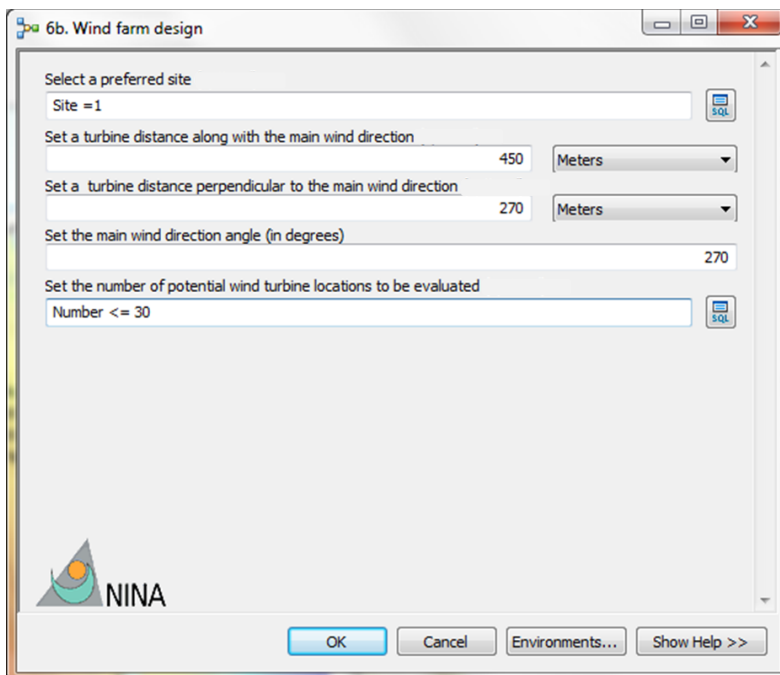 6b. Wind farm design
Select a preferred site
Site =1
SQL
Set a turbine distance along with the main wind direction
450 Meters
Set a turbine distance perpendicular to the main wind direction
270 Meters
Set the main wind direction angle (in degrees)
270
Set the number of potential wind turbine locations to be evaluated
Number <= 30
SQL
NINA
OK Cancel Environments... Show Help >>